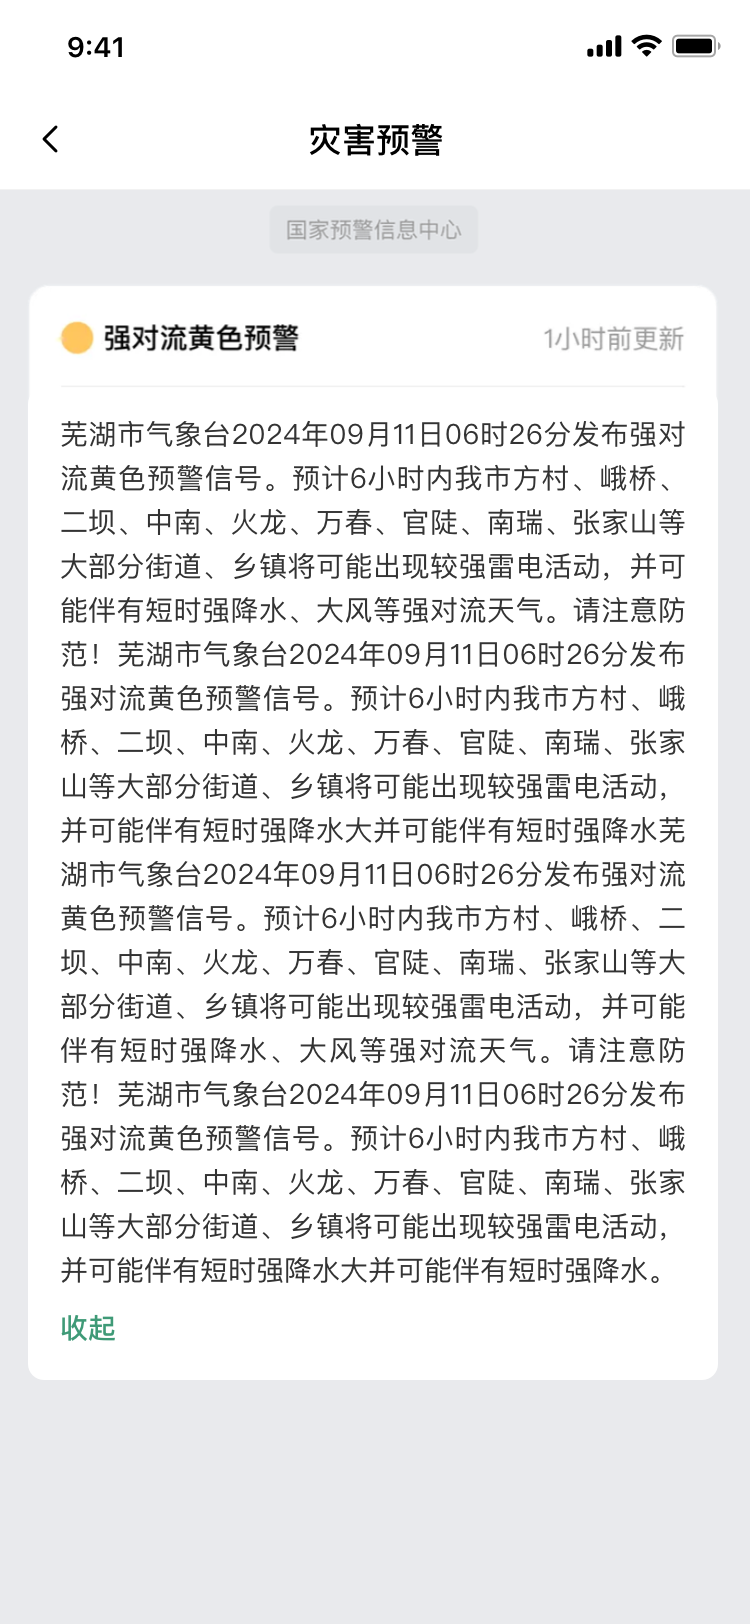 9:41
灾害预警
国家预警信息中心
强对流黄色预警
1小时前更新
芜湖市气象台2024年09月11日06时26分发布强对
流黄色预警信号。预计6小时内我市方村、峨桥、
二坝、中南、火龙、万春、官陡、南瑞、张家山等
大部分街道、乡镇将可能出现较强雷电活动，并可
能伴有短时强降水、大风等强对流天气。请注意防
范！芜湖市气象台2024年09月11日06时26分发布
强对流黄色预警信号。预计6小时内我市方村、峨
桥、二坝、中南、火龙、万春、官陡、南瑞、张家
山等大部分街道、乡镇将可能出现较强雷电活动，
并可能伴有短时强降水大并可能伴有短时强降水芜
湖市气象台2024年09月11日06时26分发布强对流
黄色预警信号。预计6小时内我市方村、峨桥、二
坝、中南、火龙、万春、官陡、南瑞、张家山等大
部分街道、乡镇将可能出现较强雷电活动，并可能
伴有短时强降水、大风等强对流天气。请注意防
范！芜湖市气象台2024年09月11日06时26分发布
强对流黄色预警信号。预计6小时内我市方村、峨
桥、二坝、中南、火龙、万春、官陡、南瑞、张家
山等大部分街道、乡镇将可能出现较强雷电活动，
并可能伴有短时强降水大并可能伴有短时强降水。
收起